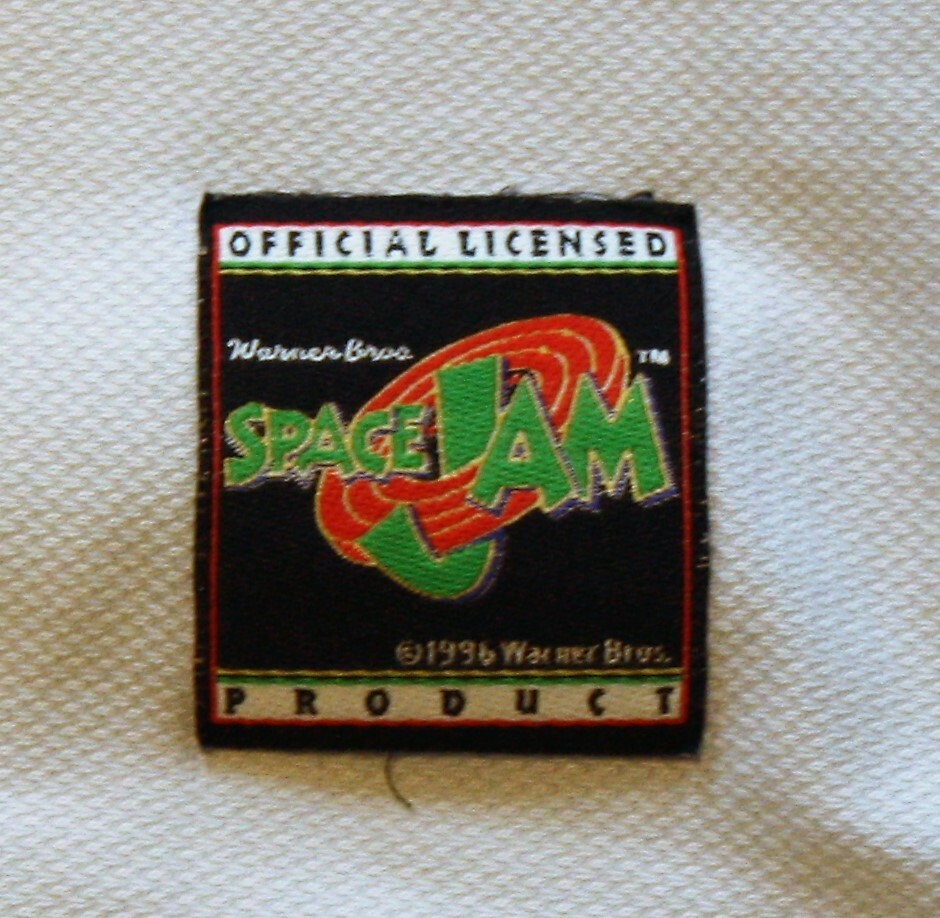 OFFICIAL LICENSED
Warner Bros
TM
SPACE JAM
©1996 Warner Bros.
PRODUCT